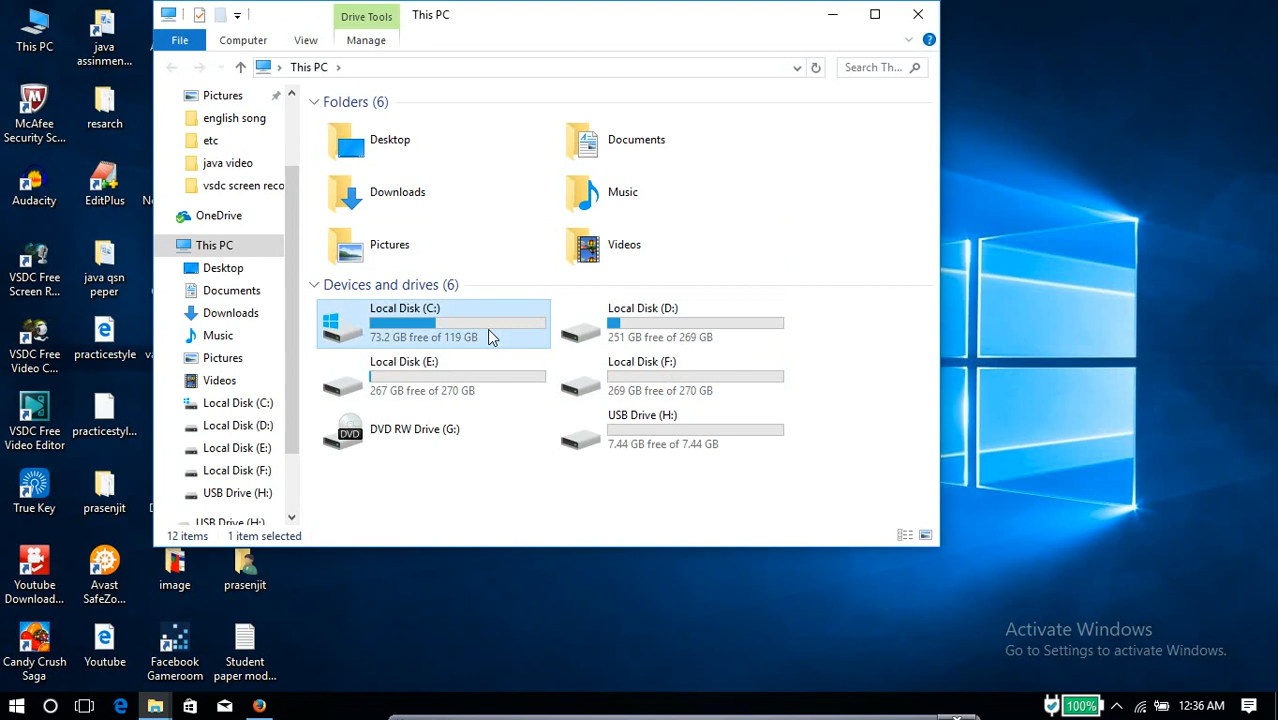 This PC
java
assinmen...
McAfee
Security Sc...
resarch
Audacity
EditPlus
VSDC Free
Screen R...
java qsn
peper
VSDC Free
Video C...
practicestyle
VSDC Free
Video Editor
practicestyl...
True Key
prasenjit
Youtube
Download...
Avast
SafeZo...
image
prasenjit
Candy Crush
Saga
Youtube
Facebook
Gameroom
Student
paper mod...
Drive Tools
This PC
File
Computer
View
Manage
This PC
Search Th...
Pictures
english song
etc
java video
vsdc screen reco
OneDrive
This PC
Desktop
Documents
Downloads
Music
Pictures
Videos
Local Disk (C:)
Local Disk (D:)
Local Disk (E:)
Local Disk (F:)
USB Drive (H:)
USB Drive (H:)
Folders (6)
Desktop
Documents
Downloads
Music
Pictures
Videos
Devices and drives (6)
Local Disk (C:)
73.2 GB free of 119 GB
Local Disk (D:)
251 GB free of 269 GB
Local Disk (E:)
267 GB free of 270 GB
Local Disk (F:)
269 GB free of 270 GB
DVD
DVD RW Drive (G:)
USB Drive (H:)
7.44 GB free of 7.44 GB
12 items
1 item selected
Activate Windows
Go to Settings to activate Windows.
100%
12:36 AM